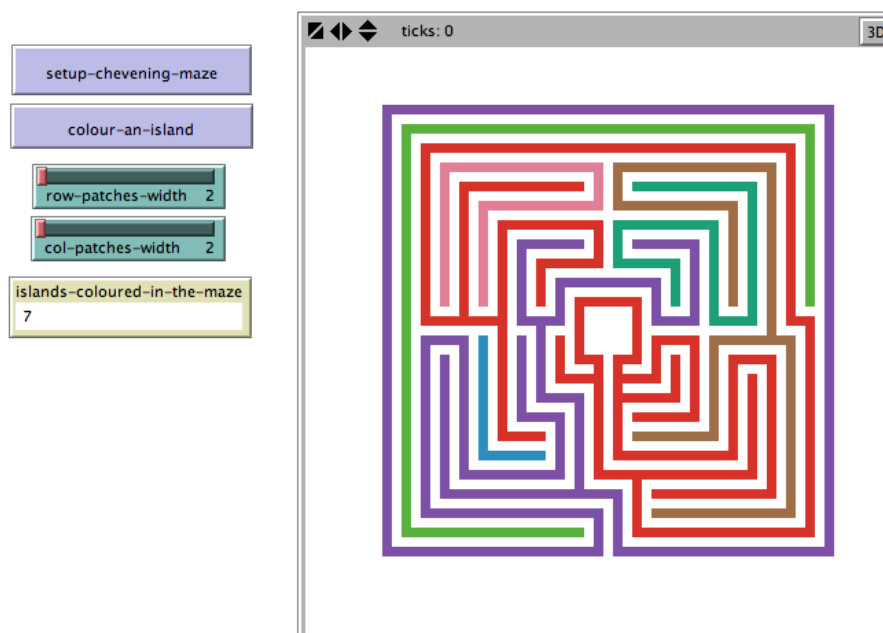 ticks: 0
3D
setup-chevening-maze
colour-an-island
row-patches-width 2
col-patches-width 2
islands-coloured-in-the-maze
7